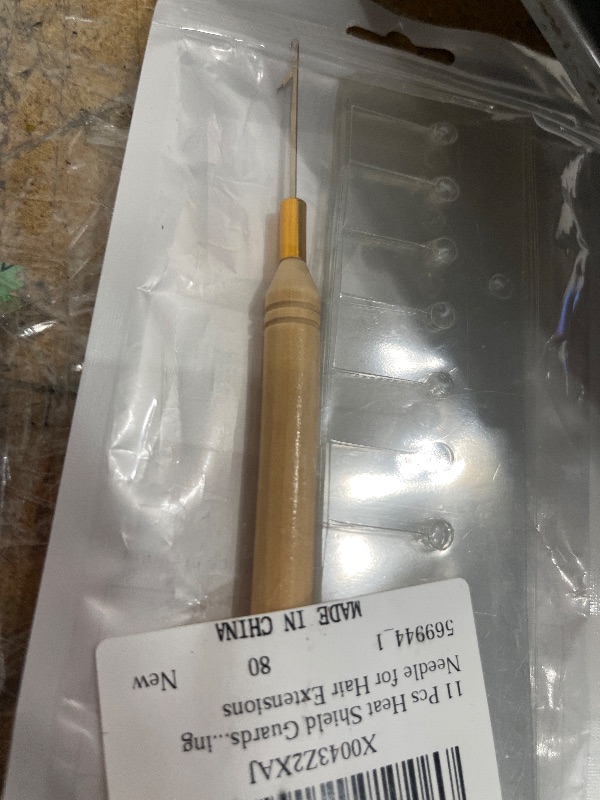 X0043Z2XAJ
11 Pcs Heat Shield Guards...ing
Needle for Hair Extensions
New
80
569944_1
MADE IN CHINA